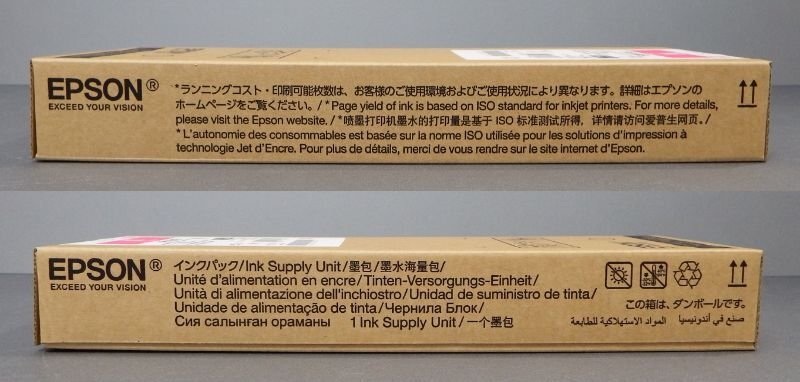 EPSON®
EXCEED YOUR VISION
*ランニングコスト・印刷可能枚数は、お客様のご使用環境およびご使用状況により異なります。詳細はエプソンの
ホームページをご覧ください。/ *Page yield of ink is based on ISO standard for inkjet printers. For more details,
please visit the Epson website. / *喷墨打印机墨水的打印量是基于 ISO 标准测试所得，详情请访问爱普生网页。/
*L'autonomie des consommables est basée sur la norme ISO utilisée pour les solutions d'impression à
technologie Jet d'Encre. Pour plus de détails, merci de vous rendre sur le site internet d'Epson.
EPSON®
EXCEED YOUR VISION
インクパック/Ink Supply Unit/墨包/墨水海量包/
Unité d'alimentation en encre/Tinten-Versorgungs-Einheit/
Unità di alimentazione dell'inchiostro/Unidad de suministro de tinta/
Unidade de alimentação de tinta/Чернила Блок/
Сия салынған орамы 1 Ink Supply Unit/一个墨包
この箱は、ダンボールです。
صنع في أندونيسيا المواد الاستهلاكية للطابعة